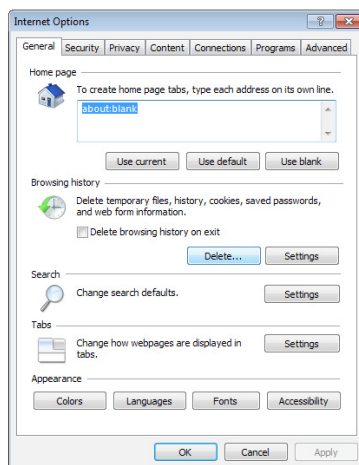 Internet Options
General Security Privacy Content Connections Programs Advanced
Home page
To create home page tabs, type each address on its own line.
about:blank
Use current Use default Use blank
Browsing history
Delete temporary files, history, cookies, saved passwords,
and web form information.
Delete browsing history on exit
Delete... Settings
Search
Change search defaults. Settings
Tabs
Change how webpages are displayed in
tabs.
Settings
Appearance
Colors Languages Fonts Accessibility
OK Cancel Apply